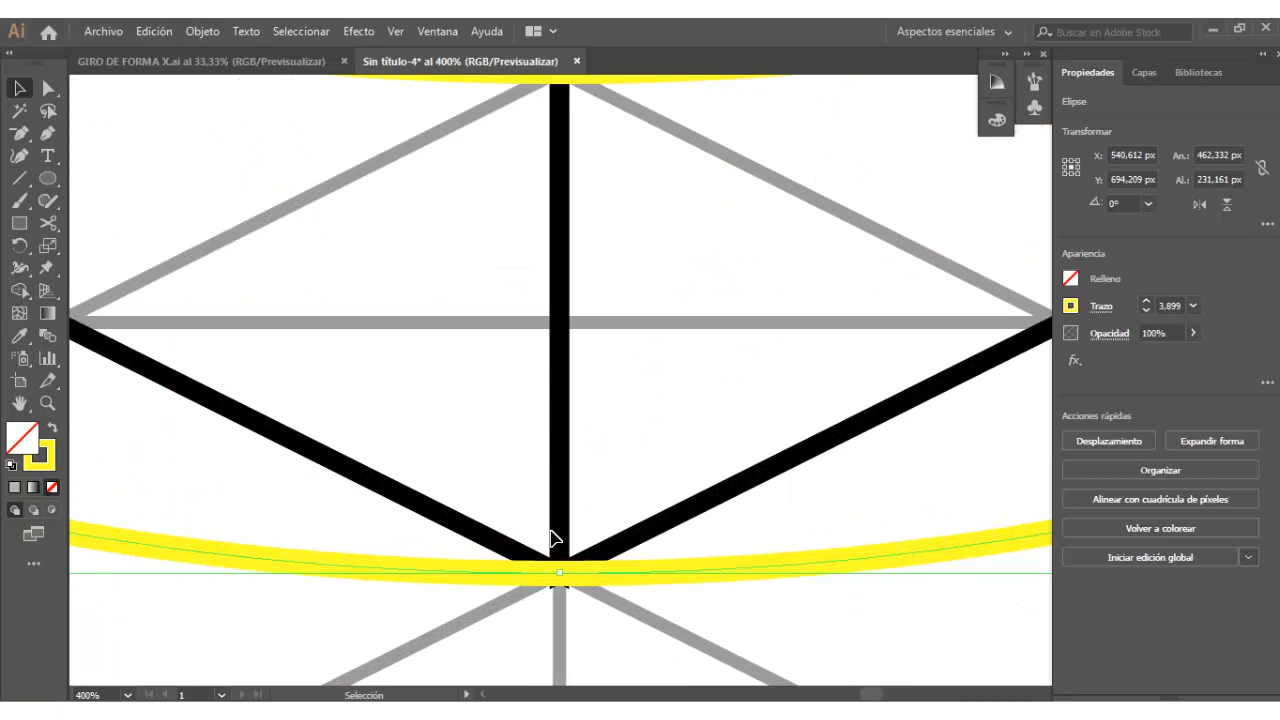 Ai Archivo Edición Objeto Texto Seleccionar Efecto Ver Ventana Ayuda Aspectos esenciales Buscar en Adobe Stock
GIRO DE FORMA X.ai al 33,33% (RGB/Previsualizar) × Sin título-4* al 400% (RGB/Previsualizar) ×
Propiedades Capas Bibliotecas
Elipse
Transformar
X: 540,612 px An.: 462,332 px
Y: 694,209 px Al.: 231,161 px
0°
Apariencia
Relleno
Trazo 3,899
Opacidad 100%
fx.
Acciones rápidas
Desplazamiento Expandir forma
Organizar
Alinear con cuadrícula de píxeles
Volver a colorear
Iniciar edición global
400% 1 Selección